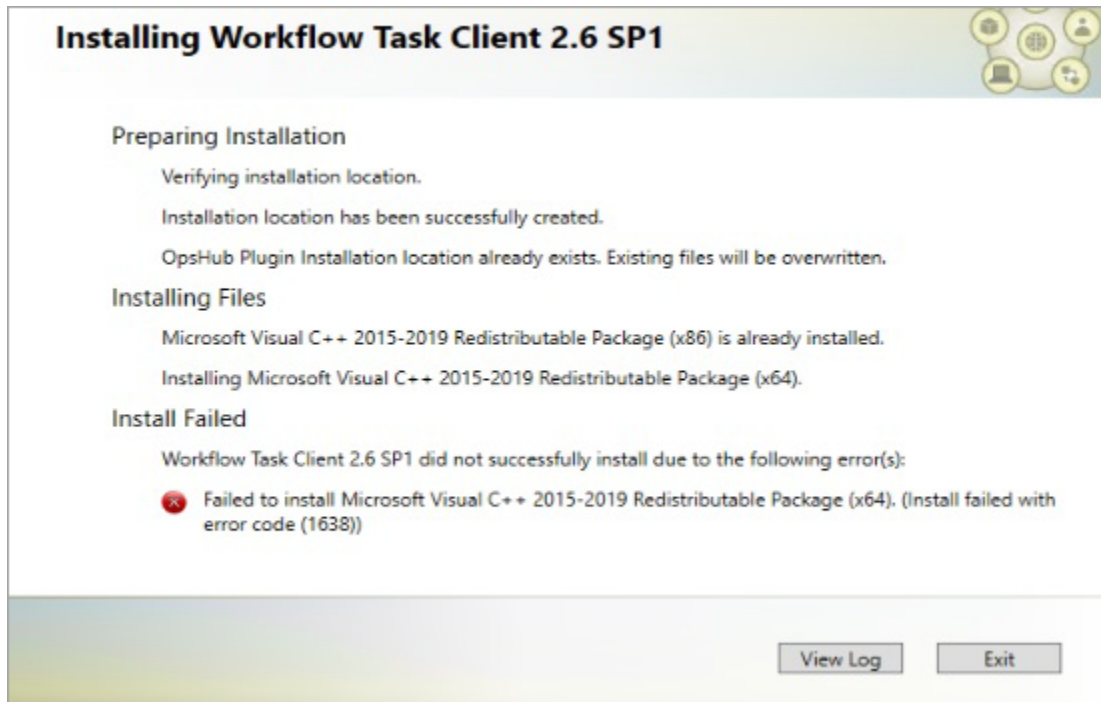 Installing Workflow Task Client 2.6 SP1
Preparing Installation
Verifying installation location.
Installation location has been successfully created.
OpsHub Plugin Installation location already exists. Existing files will be overwritten.
Installing Files
Microsoft Visual C++ 2015-2019 Redistributable Package (x86) is already installed.
Installing Microsoft Visual C++ 2015-2019 Redistributable Package (x64).
Install Failed
Workflow Task Client 2.6 SP1 did not successfully install due to the following error(s):
Failed to install Microsoft Visual C++ 2015-2019 Redistributable Package (x64). (Install failed with
error code (1638))
View Log
Exit